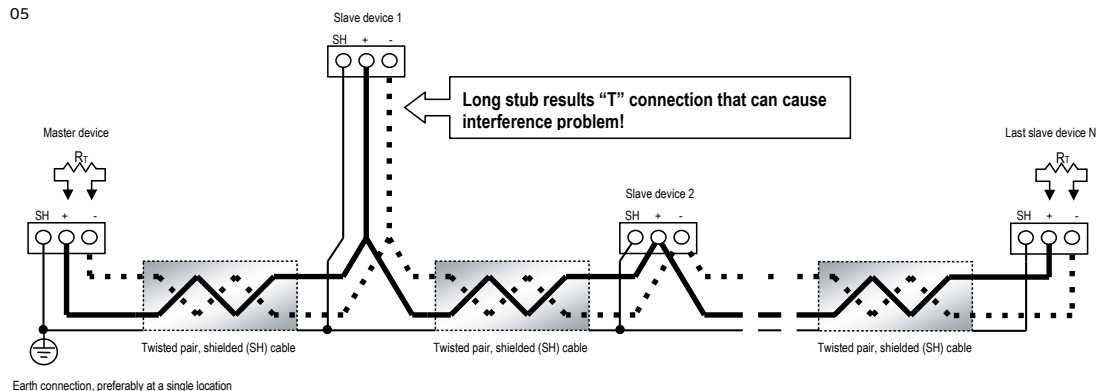 05
Slave device 1
SH + -
Long stub results “T” connection that can cause
interference problem!
Master device
RT
SH + -
Slave device 2
SH + -
Last slave device N
RT
SH + -
Twisted pair, shielded (SH) cable
Twisted pair, shielded (SH) cable
Twisted pair, shielded (SH) cable
Earth connection, preferably at a single location